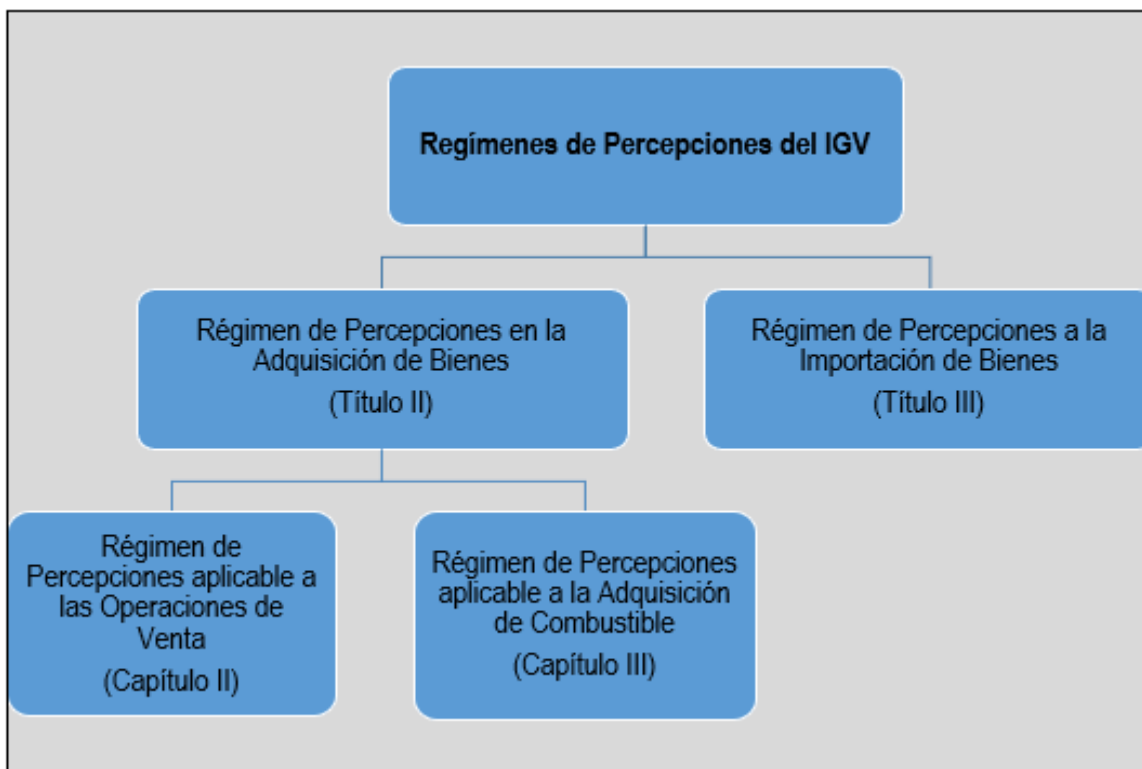 Regímenes de Percepciones del IGV
Régimen de Percepciones en la
Adquisición de Bienes
(Título II)
Régimen de Percepciones a la
Importación de Bienes
(Título III)
Régimen de
Percepciones aplicable a
las Operaciones de
Venta
(Capítulo II)
Régimen de Percepciones
aplicable a la Adquisición
de Combustible
(Capítulo III)